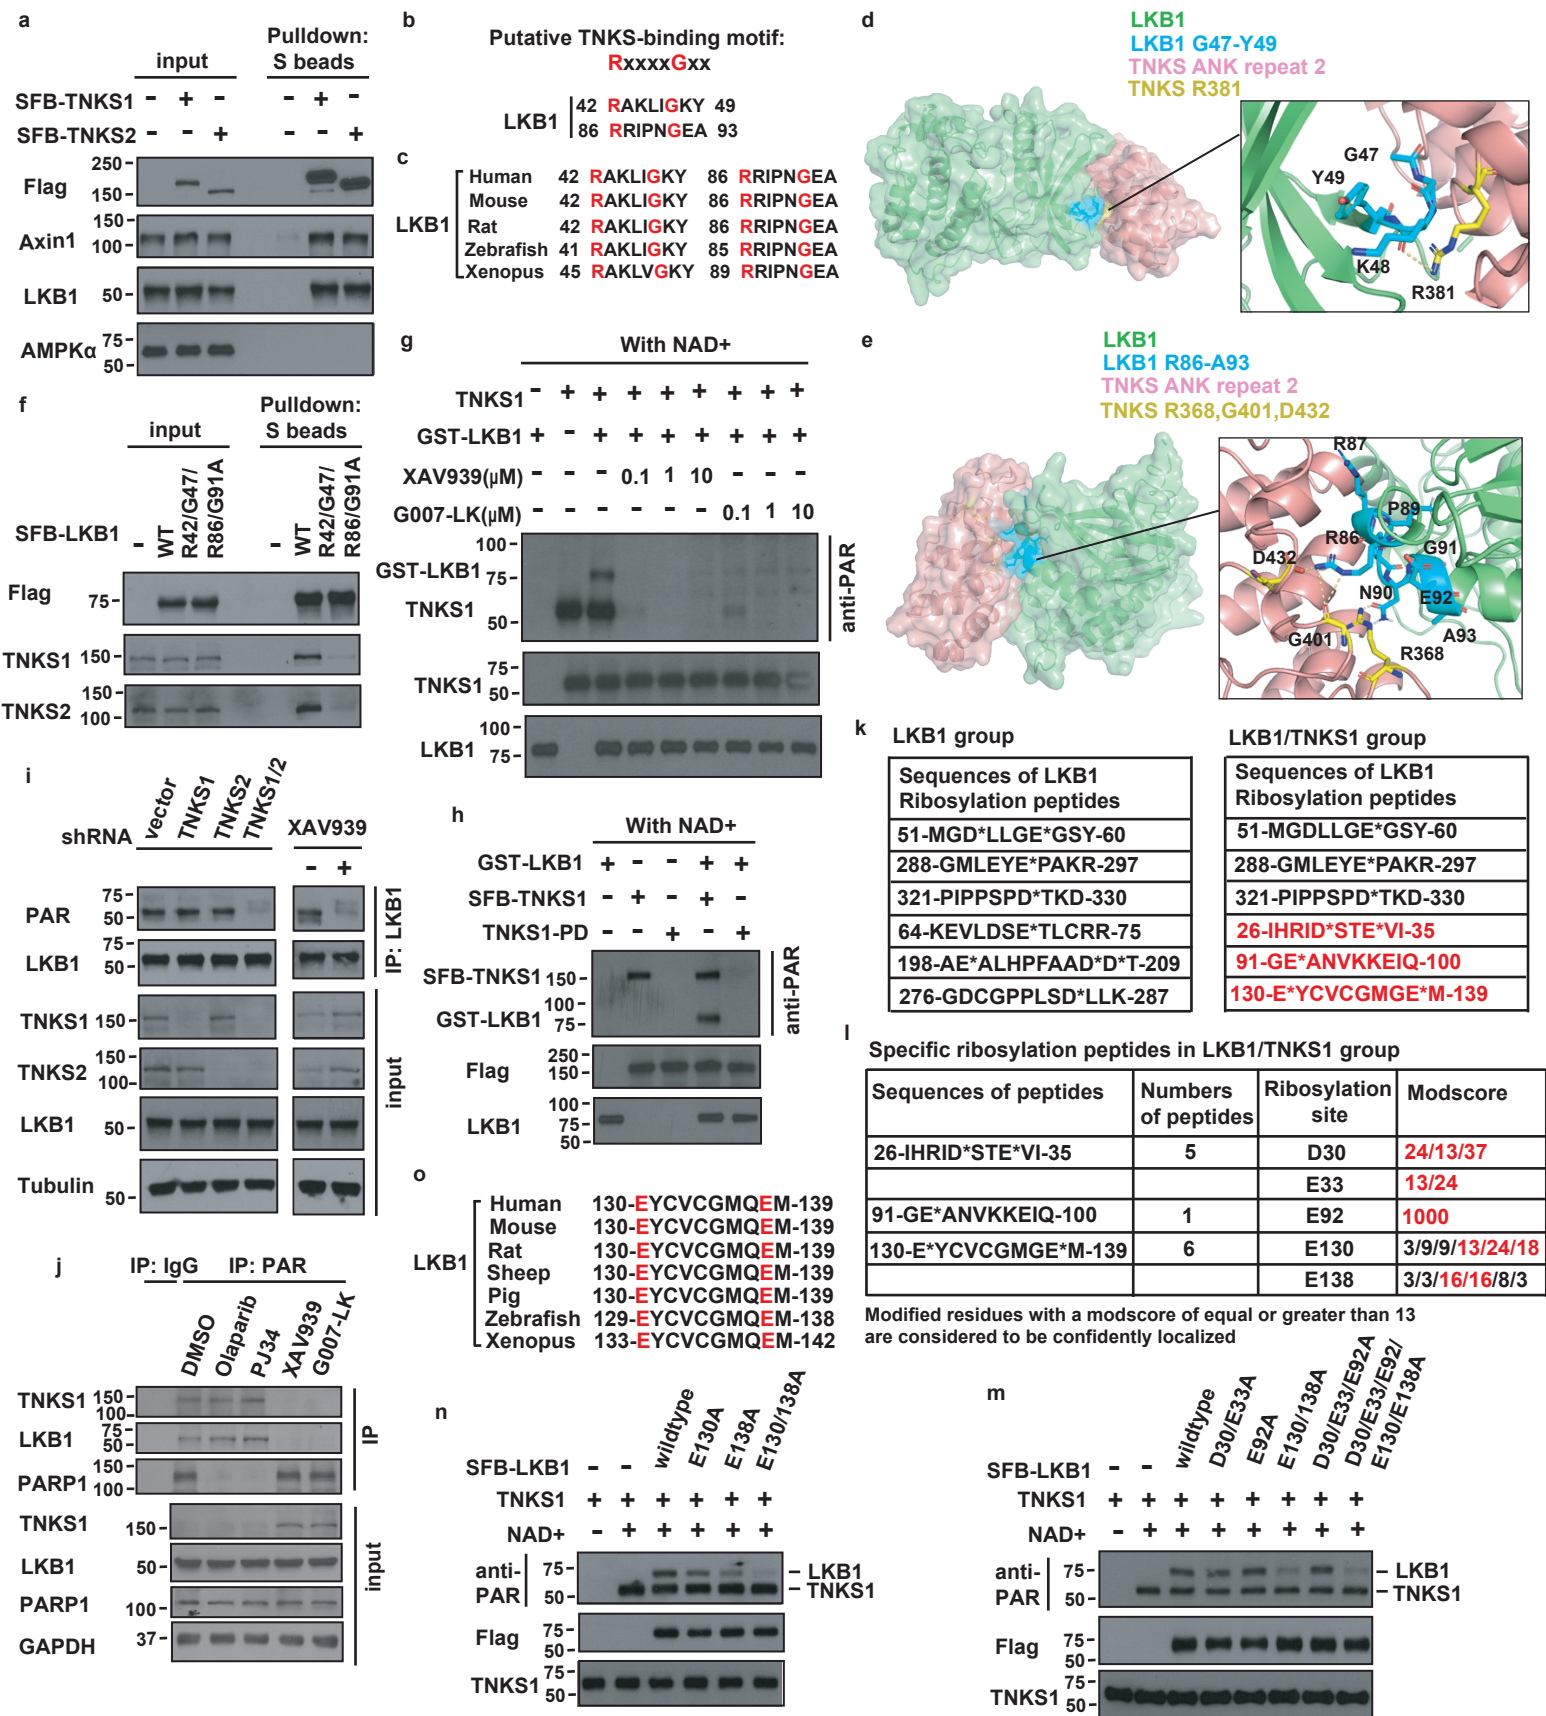 a
Pulldown:
input S beads
SFB-TNKS1 - + - - + -
SFB-TNKS2 - - + - - +
Flag 250 150
Axin1 150 100
LKB1 50
AMPKα 75 50
b
Putative TNKS-binding motif:
RxxxxGxx
LKB1
42 RAKLIGKY 49
86 RRIPNGEA 93
c
LKB1
Human 42 RAKLIGKY 86 RRIPNGEA
Mouse 42 RAKLIGKY 86 RRIPNGEA
Rat 42 RAKLIGKY 86 RRIPNGEA
Zebrafish 41 RAKLIGKY 85 RRIPNGEA
Xenopus 45 RAKLVGKY 89 RRIPNGEA
d
LKB1
LKB1 G47-Y49
TNKS ANK repeat 2
TNKS R381
G47
Y49
K48
R381
e
LKB1
LKB1 R86-A93
TNKS ANK repeat 2
TNKS R368,G401,D432
R87
P89
R86
G91
D432
N90
E92
A93
G401
R368
f
Pulldown:
input S beads
SFB-LKB1 - WT R42/G47/R86/G91A - WT R42/G47/R86/G91A
Flag 75
TNKS1 150
TNKS2 150 100
g
With NAD+
TNKS1 - + + + + + + + +
GST-LKB1 + - + + + + + + +
XAV939(µM) - - - 0.1 1 10 - - -
G007-LK(µM) - - - - - - 0.1 1 10
100
GST-LKB1 75
TNKS1 50
anti-PAR
TNKS1 75 50
LKB1 100 75
h
With NAD+
GST-LKB1 + - - + +
SFB-TNKS1 - + - + -
TNKS1-PD - - + - +
SFB-TNKS1 150
100
GST-LKB1 75
anti-PAR
Flag 250 150
LKB1 100 75 50
i
shRNA vector TNKS1 TNKS2 TNKS1/2 XAV939
- +
PAR 75 50
LKB1 75 50
IP: LKB1
TNKS1 150
TNKS2 150 100
LKB1 50
Tubulin 50
input
j
IP: IgG IP: PAR
DMSO Olaparib PJ34 XAV939 G007-LK
TNKS1 150 100
LKB1 75 50
PARP1 150 100
IP
TNKS1 150
LKB1 50
PARP1 100
GAPDH 37
input
k
LKB1 group
Sequences of LKB1
Ribosylation peptides
51-MGD*LLGE*GSY-60
288-GMLEYE*PAKR-297
321-PIPPSPD*TKD-330
64-KEVLDSE*TLCRR-75
198-AE*ALHPFAAD*D*T-209
276-GDCGPPLSD*LLK-287
LKB1/TNKS1 group
Sequences of LKB1
Ribosylation peptides
51-MGDLLGE*GSY-60
288-GMLEYE*PAKR-297
321-PIPPSPD*TKD-330
26-IHRID*STE*VI-35
91-GE*ANVKKEIQ-100
130-E*YCVCGMGE*M-139
l
Specific ribosylation peptides in LKB1/TNKS1 group
Sequences of peptides Numbers of peptides Ribosylation site Modscore
26-IHRID*STE*VI-35 5 D30 24/13/37
E33 13/24
91-GE*ANVKKEIQ-100 1 E92 1000
130-E*YCVCGMGE*M-139 6 E130 3/9/9/13/24/18
E138 3/3/16/16/8/3
Modified residues with a modscore of equal or greater than 13
are considered to be confidently localized
o
LKB1
Human 130-EYCVCGMQEM-139
Mouse 130-EYCVCGMQEM-139
Rat 130-EYCVCGMQEM-139
Sheep 130-EYCVCGMQEM-139
Pig 130-EYCVCGMQEM-139
Zebrafish 129-EYCVCGMQEM-138
Xenopus 133-EYCVCGMQEM-142
n
SFB-LKB1 - - wildtype E130A E138A E130/138A
TNKS1 + + + + + +
NAD+ - + + + + +
anti-PAR 75 50 LKB1 TNKS1
Flag 75 50
TNKS1 75 50
m
SFB-LKB1 - - wildtype D30/E33A E92A E130/138A D30/E33/E92A D30/E33/E92/E130/E138A
TNKS1 + + + + + + + +
NAD+ - + + + + + + +
anti-PAR 75 50 LKB1 TNKS1
Flag 75 50
TNKS1 75 50